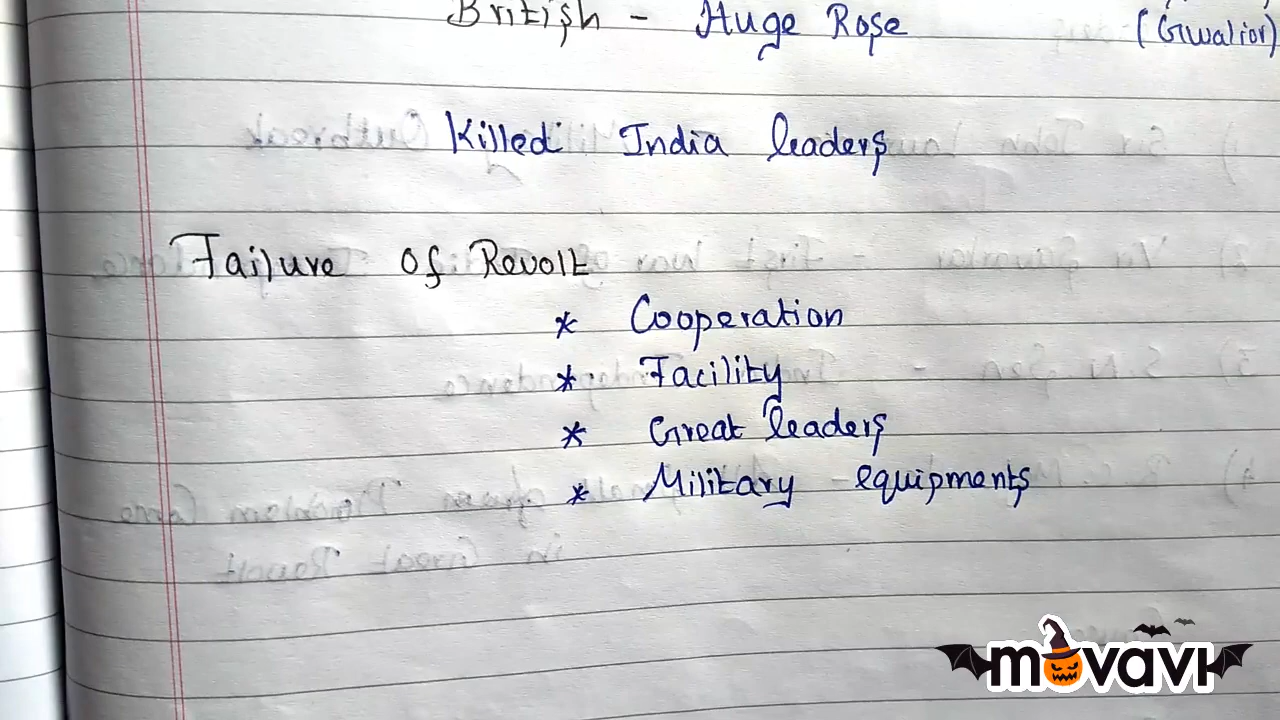 British - Huge Rose (Gwalior)
Killed India leaders
Failure of Revolt
* Cooperation
* Facility
* Great leaders
* Military equipments
movavi